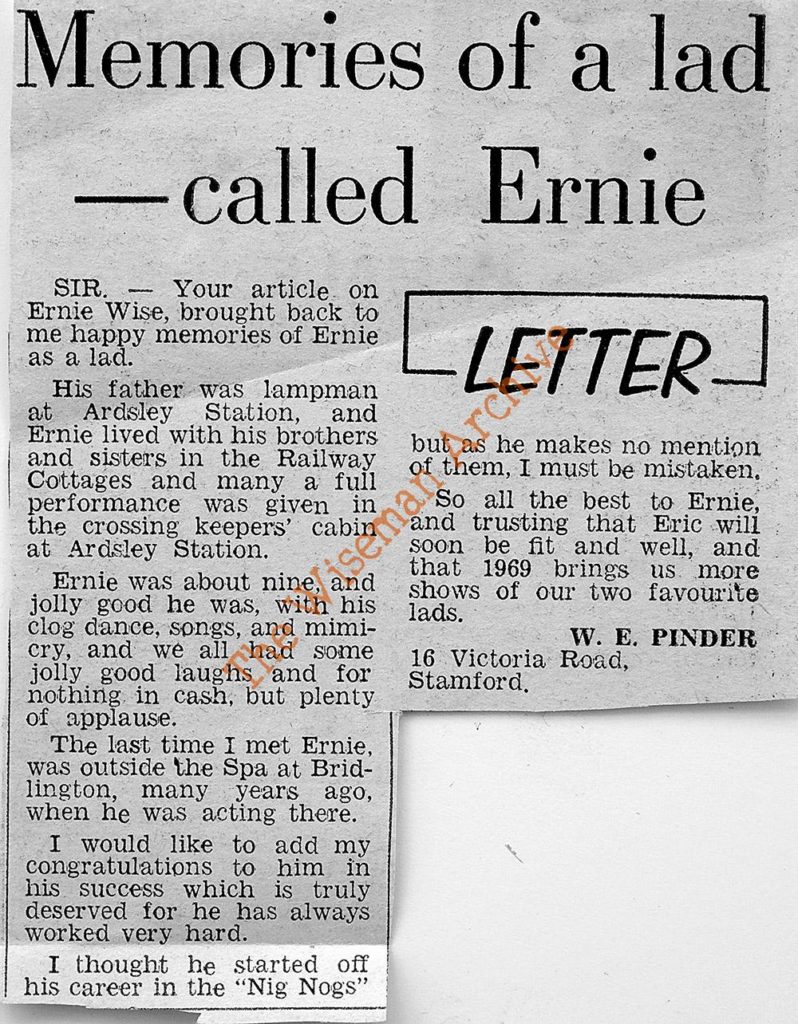 Memories of a lad
—called Ernie
SIR. — Your article on
Ernie Wise, brought back to
me happy memories of Ernie
as a lad.
His father was lampman
at Ardsley Station, and
Ernie lived with his brothers
and sisters in the Railway
Cottages and many a full
performance was given in
the crossing keepers' cabin
at Ardsley Station.
Ernie was about nine, and
jolly good he was, with his
clog dance, songs, and mimi-
cry, and we all had some
jolly good laughs and for
nothing in cash, but plenty
of applause.
The last time I met Ernie,
was outside the Spa at Brid-
lington, many years ago,
when he was acting there.
I would like to add my
congratulations to him in
his success which is truly
deserved for he has always
worked very hard.
I thought he started off
his career in the "Nig Nogs"
LETTER
but as he makes no mention
of them, I must be mistaken.
So all the best to Ernie,
and trusting that Eric will
soon be fit and well, and
that 1969 brings us more
shows of our two favourite
lads.
W. E. PINDER
16 Victoria Road,
Stamford.
The Wiseman Archive